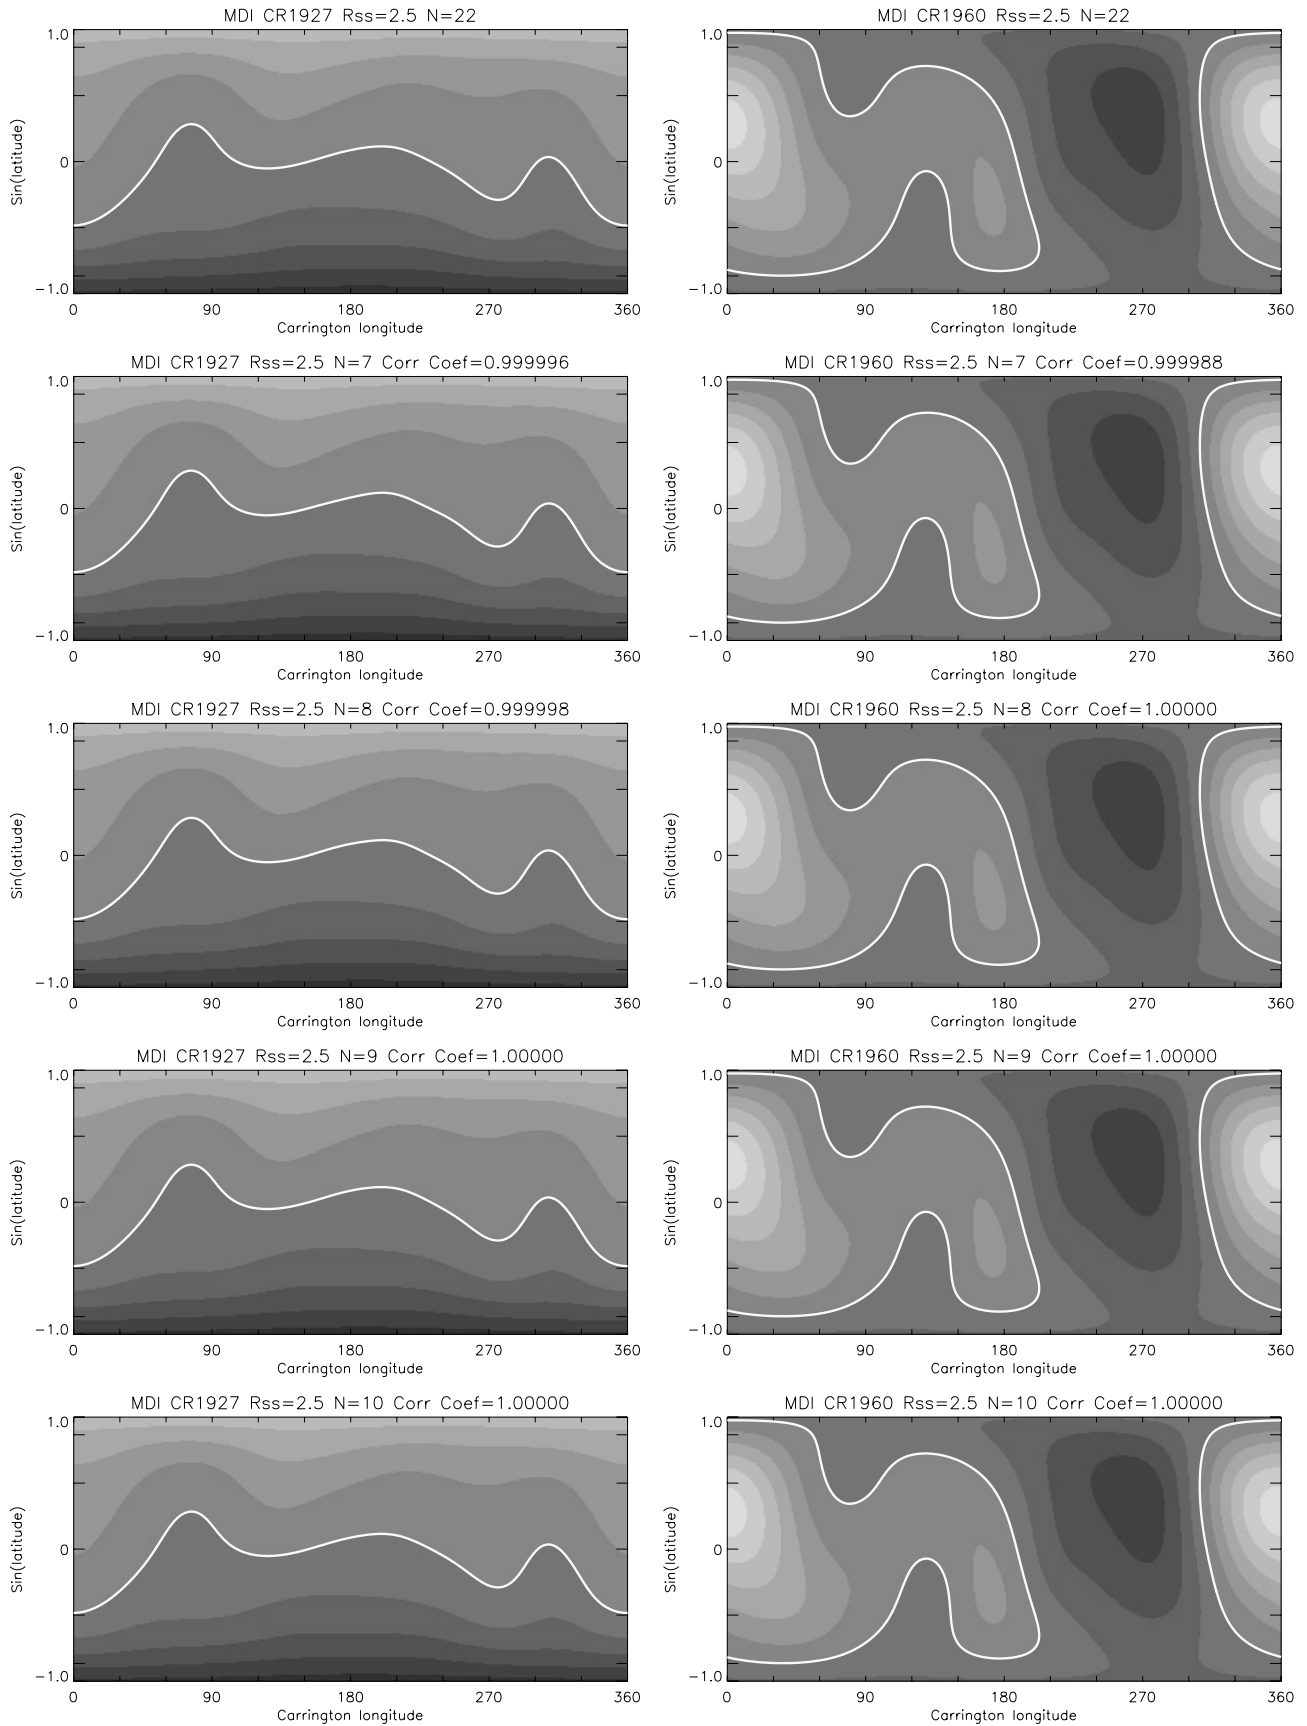 MDI CR1927 Rss=2.5 N=22
1.0
Sin(latitude)
0
−1.0
0 90 180 270 360
Carrington longitude
MDI CR1960 Rss=2.5 N=22
1.0
Sin(latitude)
0
−1.0
0 90 180 270 360
Carrington longitude
MDI CR1927 Rss=2.5 N=7 Corr Coef=0.999996
1.0
Sin(latitude)
0
−1.0
0 90 180 270 360
Carrington longitude
MDI CR1960 Rss=2.5 N=7 Corr Coef=0.999988
1.0
Sin(latitude)
0
−1.0
0 90 180 270 360
Carrington longitude
MDI CR1927 Rss=2.5 N=8 Corr Coef=0.999998
1.0
Sin(latitude)
0
−1.0
0 90 180 270 360
Carrington longitude
MDI CR1960 Rss=2.5 N=8 Corr Coef=1.00000
1.0
Sin(latitude)
0
−1.0
0 90 180 270 360
Carrington longitude
MDI CR1927 Rss=2.5 N=9 Corr Coef=1.00000
1.0
Sin(latitude)
0
−1.0
0 90 180 270 360
Carrington longitude
MDI CR1960 Rss=2.5 N=9 Corr Coef=1.00000
1.0
Sin(latitude)
0
−1.0
0 90 180 270 360
Carrington longitude
MDI CR1927 Rss=2.5 N=10 Corr Coef=1.00000
1.0
Sin(latitude)
0
−1.0
0 90 180 270 360
Carrington longitude
MDI CR1960 Rss=2.5 N=10 Corr Coef=1.00000
1.0
Sin(latitude)
0
−1.0
0 90 180 270 360
Carrington longitude